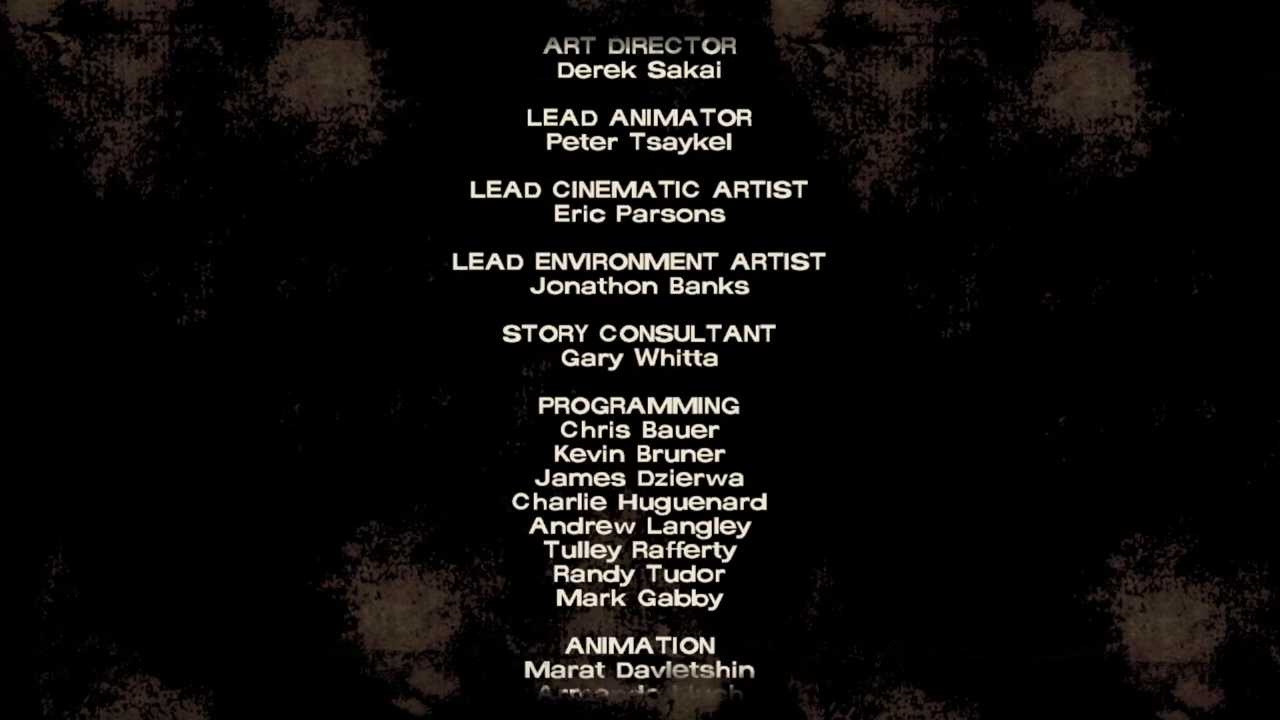 ART DIRECTOR
Derek Sakai
LEAD ANIMATOR
Peter Tsaykel
LEAD CINEMATIC ARTIST
Eric Parsons
LEAD ENVIRONMENT ARTIST
Jonathon Banks
STORY CONSULTANT
Gary Whitta
PROGRAMMING
Chris Bauer
Kevin Bruner
James Dzierwa
Charlie Huguenard
Andrew Langley
Tulley Rafferty
Randy Tudor
Mark Gabby
ANIMATION
Marat Davletshin